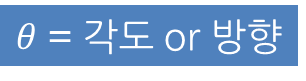 θ = 각도 or 방향